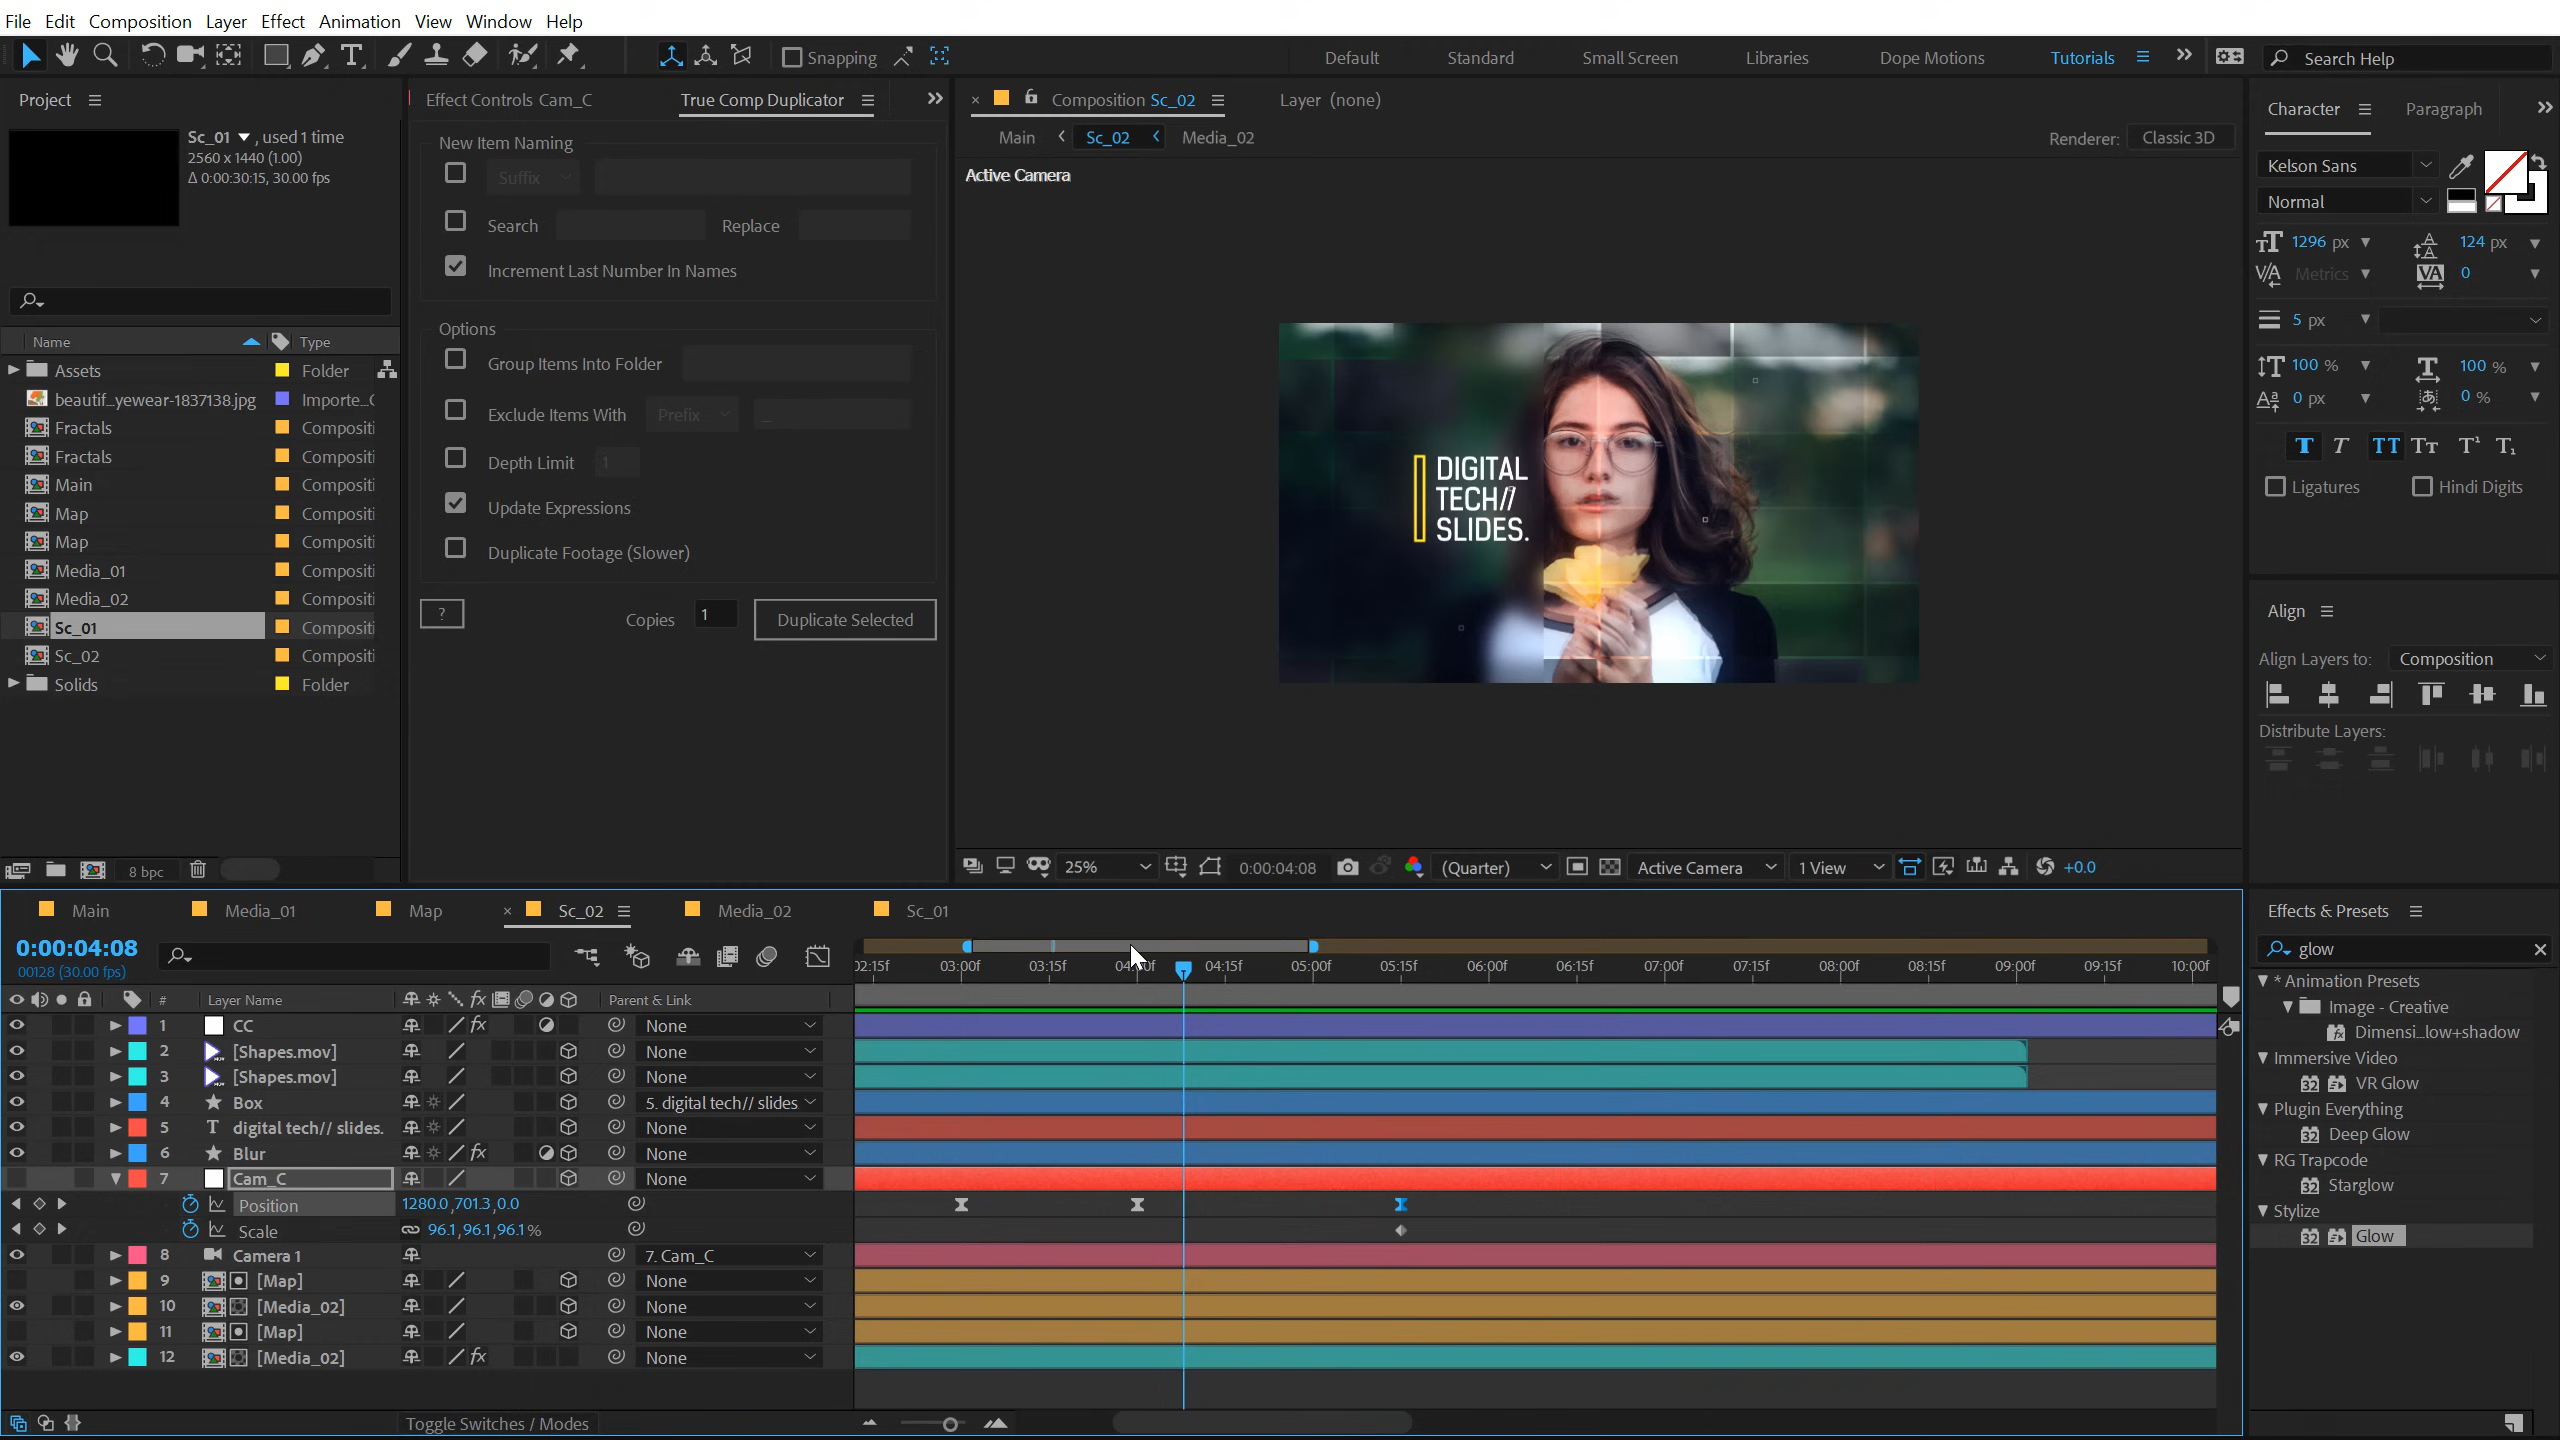 File Edit Composition Layer Effect Animation View Window Help
Snapping
Default Standard Small Screen Libraries Dope Motions Tutorials
Search Help
Project
Sc_01 , used 1 time
2560 x 1440 (1.00)
Δ 0:00:30:15, 30.00 fps
Name Type
Assets Folder
beautif_yewear-1837138.jpg Importe_
Fractals Compositi
Fractals Compositi
Main Compositi
Map Compositi
Map Compositi
Media_01 Compositi
Media_02 Compositi
Sc_01 Compositi
Sc_02 Compositi
Solids Folder
8 bpc
Effect Controls Cam_C True Comp Duplicator
New Item Naming
Suffix
Search Replace
Increment Last Number In Names
Options
Group Items Into Folder
Exclude Items With Prefix _
Depth Limit 1
Update Expressions
Duplicate Footage (Slower)
? Copies 1 Duplicate Selected
Composition Sc_02 Layer (none)
Main Sc_02 Media_02
Renderer: Classic 3D
Active Camera
DIGITAL
TECH//
SLIDES.
25% 0:00:04:08 (Quarter) Active Camera 1 View +0.0
Character Paragraph
Kelson Sans
Normal
1296 px 124 px
Metrics 0
5 px
100 % 100 %
0 px 0 %
Ligatures Hindi Digits
Align
Align Layers to: Composition
Distribute Layers:
Effects & Presets
glow
* Animation Presets
Image - Creative
Dimensi...low+shadow
Immersive Video
VR Glow
Plugin Everything
Deep Glow
RG Trapcode
Starglow
Stylize
Glow
Main Media_01 Map Sc_02 Media_02 Sc_01
0:00:04:08
00128 (30.00 fps)
02:15f 03:00f 03:15f 04:15f 05:00f 05:15f 06:00f 06:15f 07:00f 07:15f 08:00f 08:15f 09:00f 09:15f 10:00f
# Layer Name Parent & Link
1 CC None
2 [Shapes.mov] None
3 [Shapes.mov] None
4 Box 5. digital tech// slides
5 digital tech// slides. None
6 Blur None
7 Cam_C None
Position 1280.0,701.3,0.0
Scale 96.1,96.1,96.1%
8 Camera 1 7. Cam_C
9 [Map] None
10 [Media_02] None
11 [Map] None
12 [Media_02] None
Toggle Switches / Modes